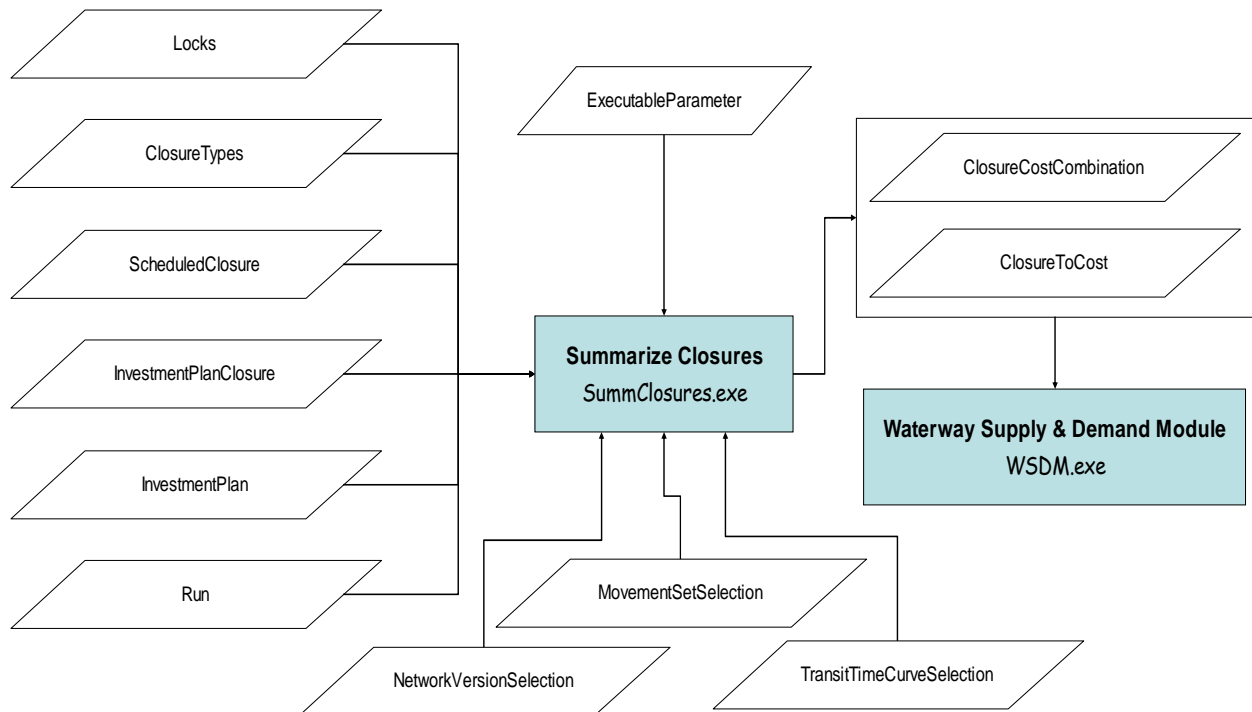 Locks
ExecutableParameter
ClosureTypes
ClosureCostCombination
ScheduledClosure
ClosureToCost
Summarize Closures
SummClosures.exe
InvestmentPlanClosure
Waterway Supply & Demand Module
WSDM.exe
InvestmentPlan
Run
MovementSetSelection
NetworkVersionSelection
TransitTimeCurveSelection